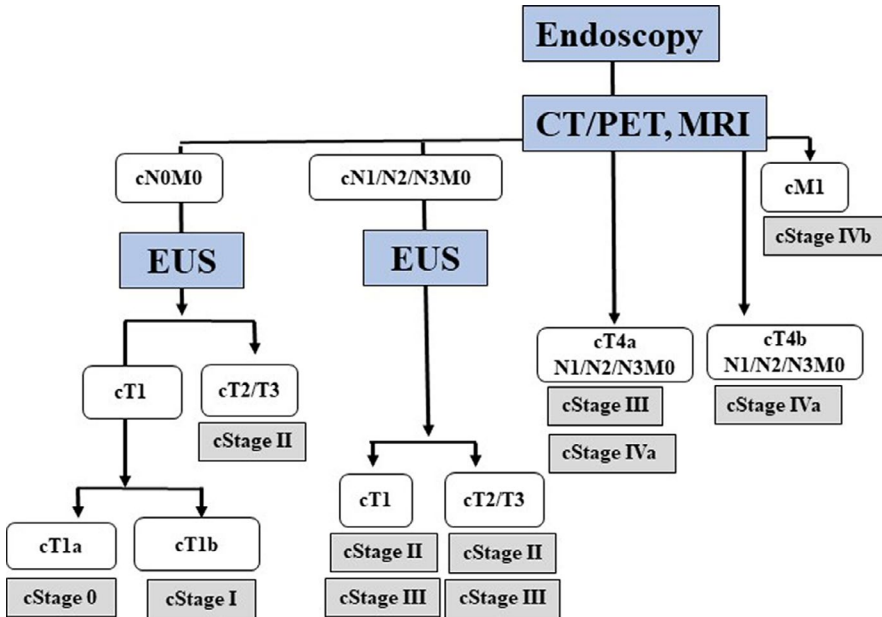 Endoscopy
CT/PET, MRI
cN0M0
cN1/N2/N3M0
cM1
cStage IVb
EUS
EUS
cT4a
N1/N2/N3M0
cT4b
N1/N2/N3M0
cT1
cT2/T3
cStage III
cStage IVa
cStage II
cStage IVa
cT1
cT2/T3
cT1a
cT1b
cStage II
cStage II
cStage 0
cStage I
cStage III
cStage III